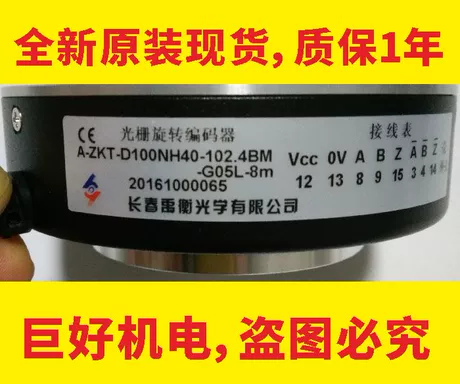 全新原装现货,质保1年
CE 光栅旋转编码器
A-ZKT-D100NH40-102.4BM
-G05L-8m
20161000065
长春禹衡光学有限公司
接线表
Vcc 0V A B Z A̅ B̅ Z̅
12 13 8 9 15 3 4 14
巨好机电,盗图必究